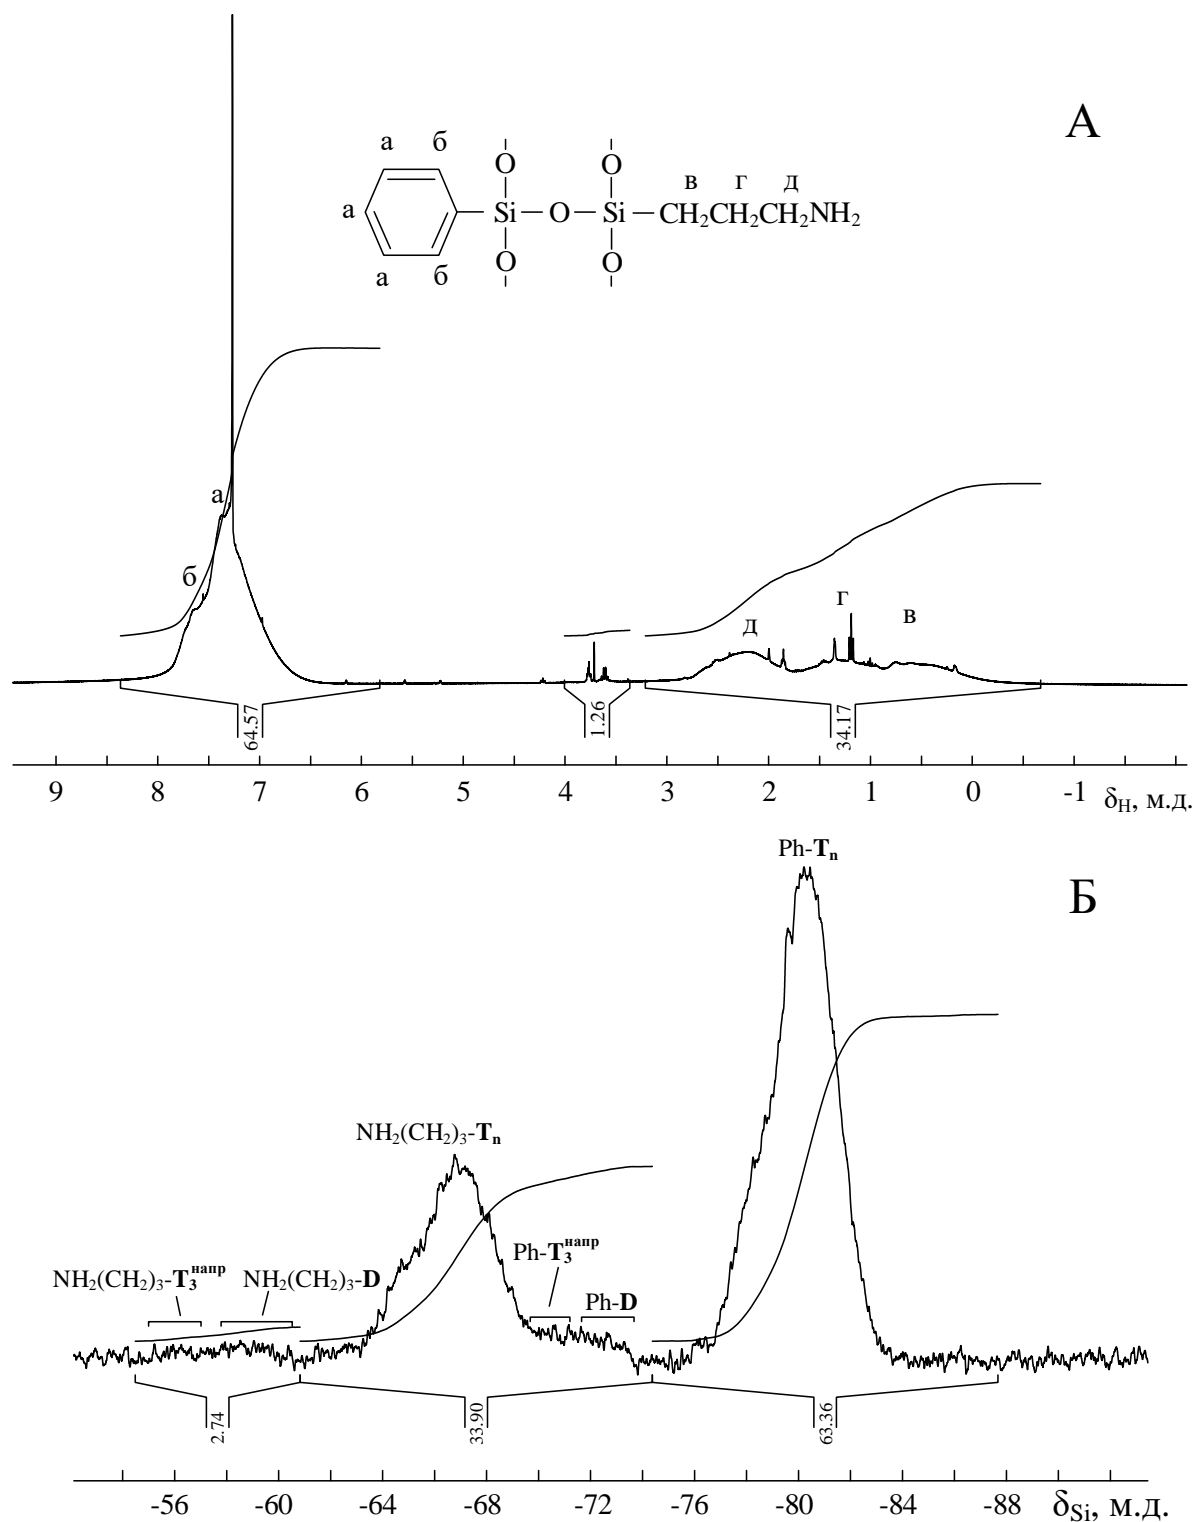 А
а б
а
а б
O O
Si O Si CH₂CH₂CH₂NH₂
в г д
O O
а
б
д
г
в
64.57
1.26
34.17
9 8 7 6 5 4 3 2 1 0 -1 δH, м.д.
Ph-Tn
Б
NH₂(CH₂)₃-Tn
NH₂(CH₂)₃-T₃напр NH₂(CH₂)₃-D
Ph-T₃напр
Ph-D
2.74
33.90
63.36
-56 -60 -64 -68 -72 -76 -80 -84 -88 δSi, м.д.